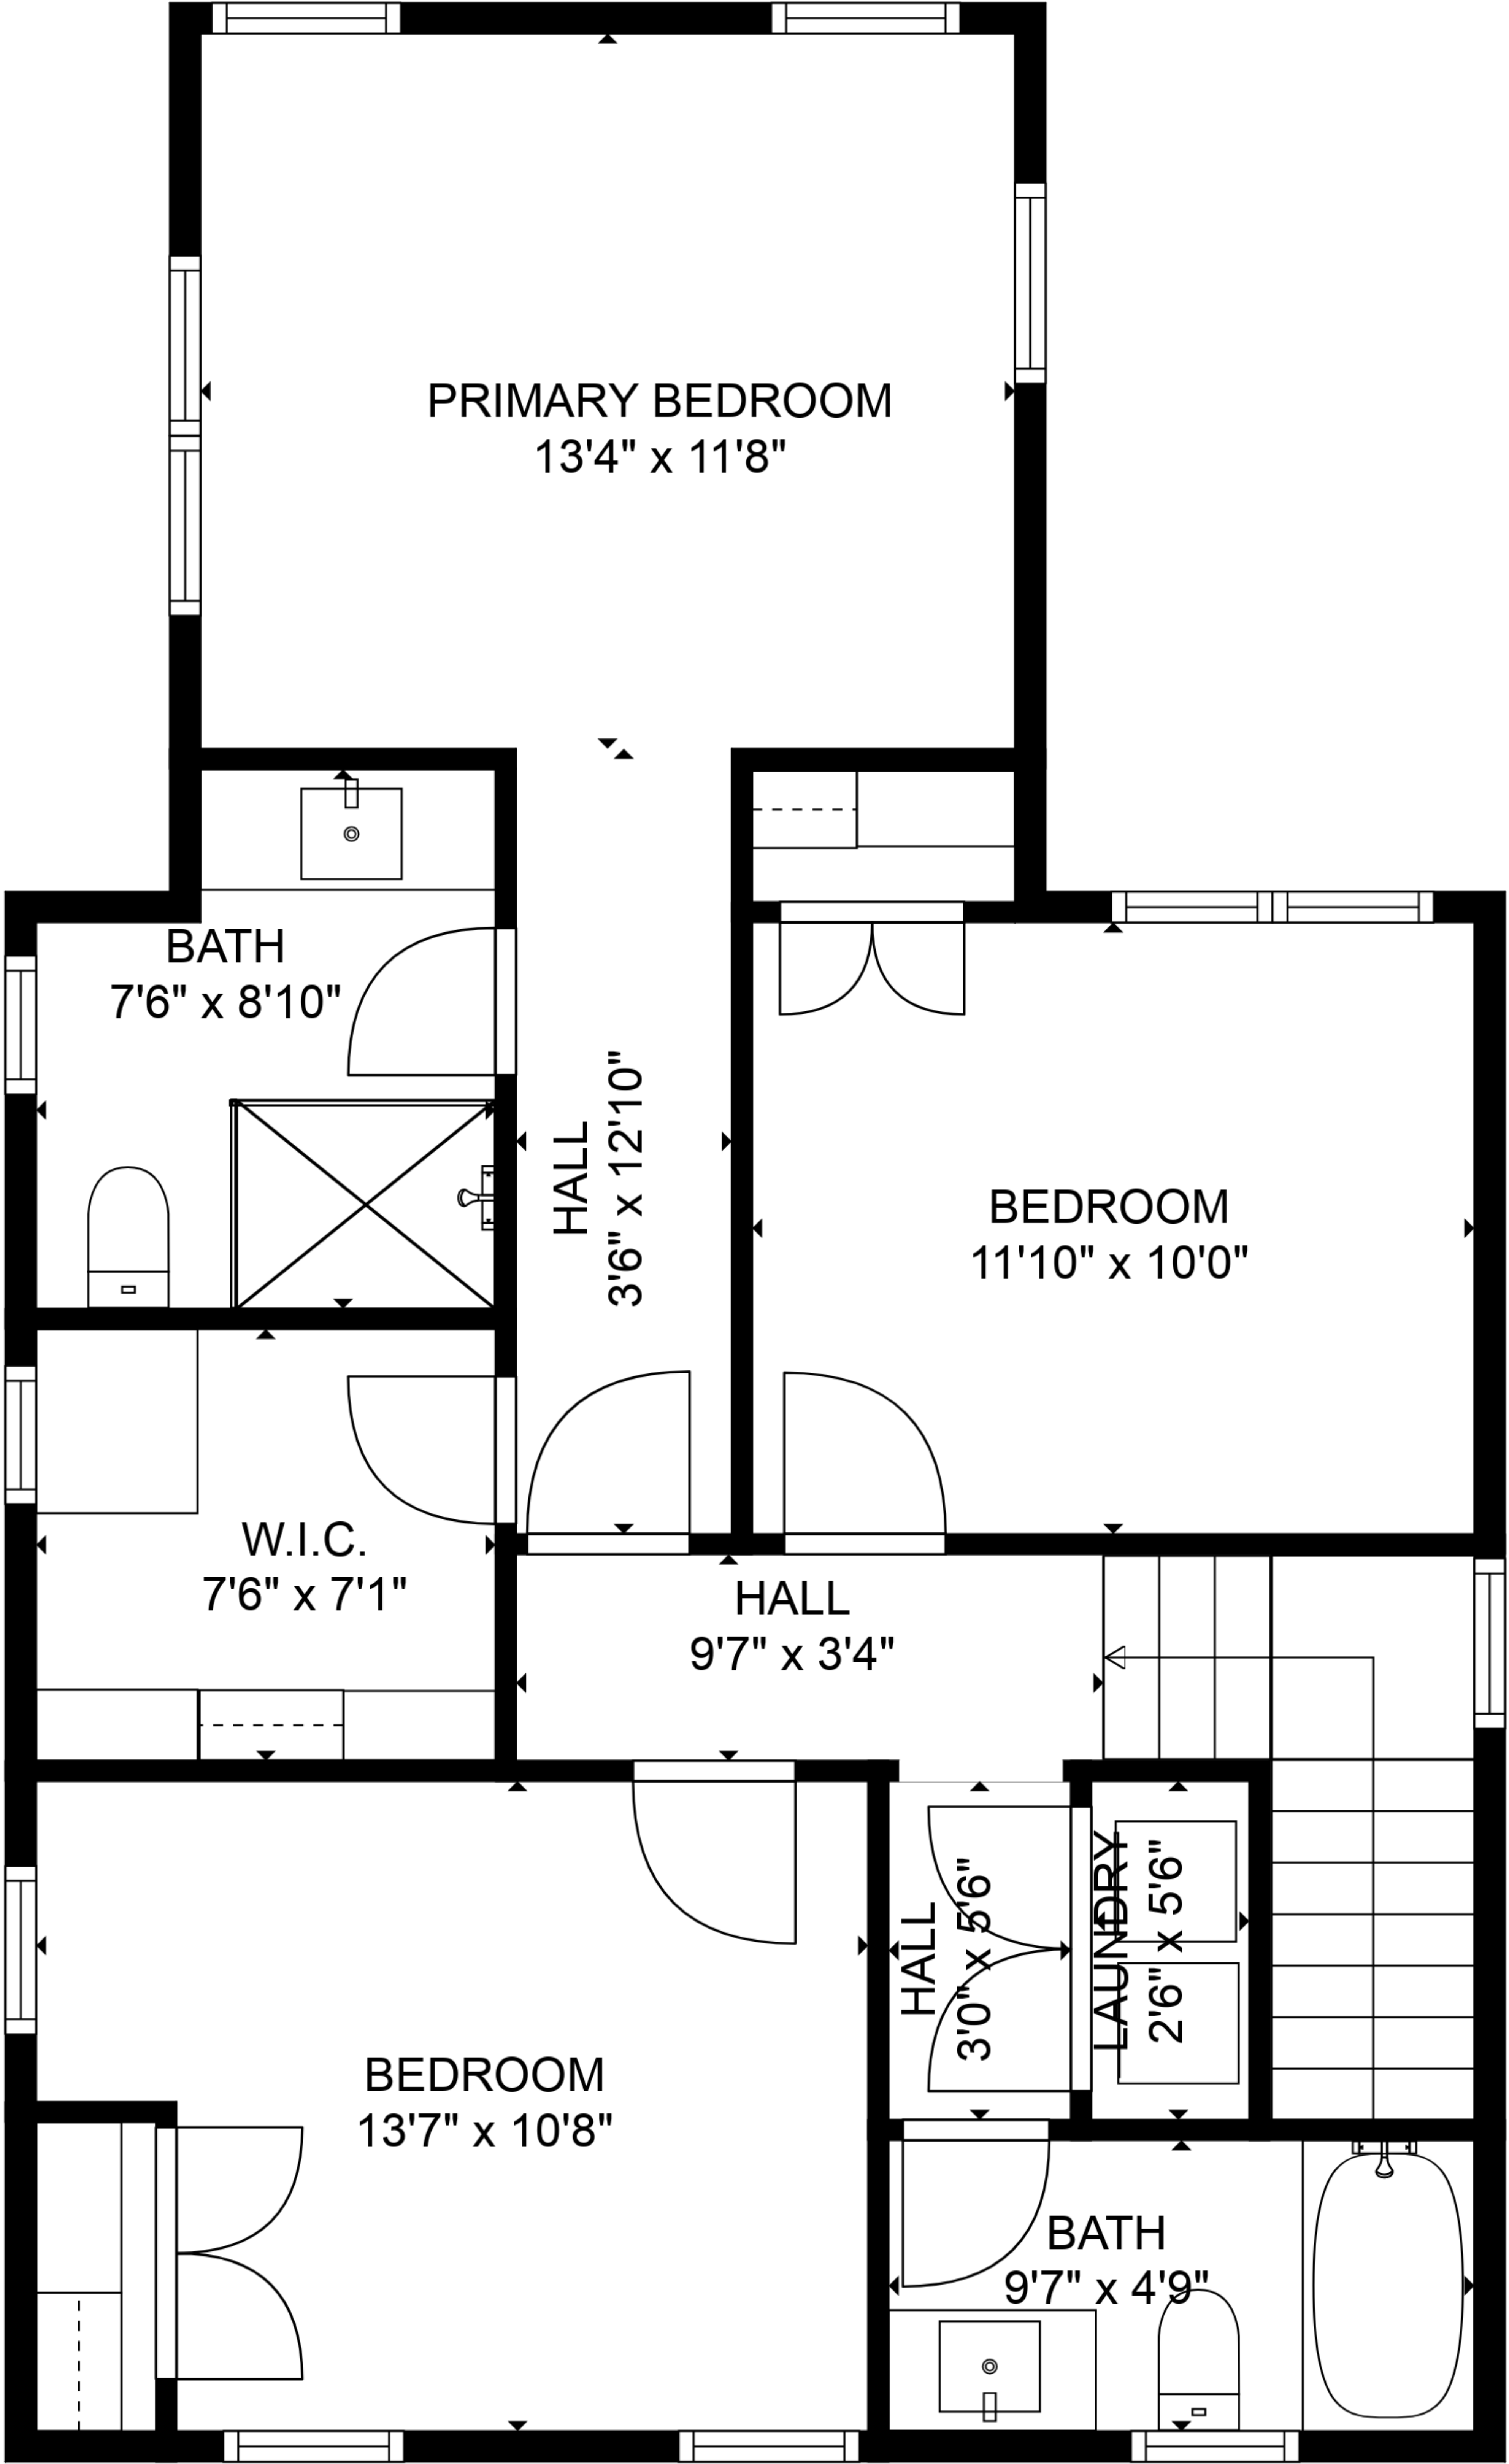 PRIMARY BEDROOM
13'4" x 11'8"
BATH
7'6" x 8'10"
HALL
3'6" x 12'10"
BEDROOM
11'10" x 10'0"
W.I.C.
7'6" x 7'1"
HALL
9'7" x 3'4"
HALL
3'0" x 5'6"
LAUNDRY
2'6" x 5'6"
BEDROOM
13'7" x 10'8"
BATH
9'7" x 4'9"